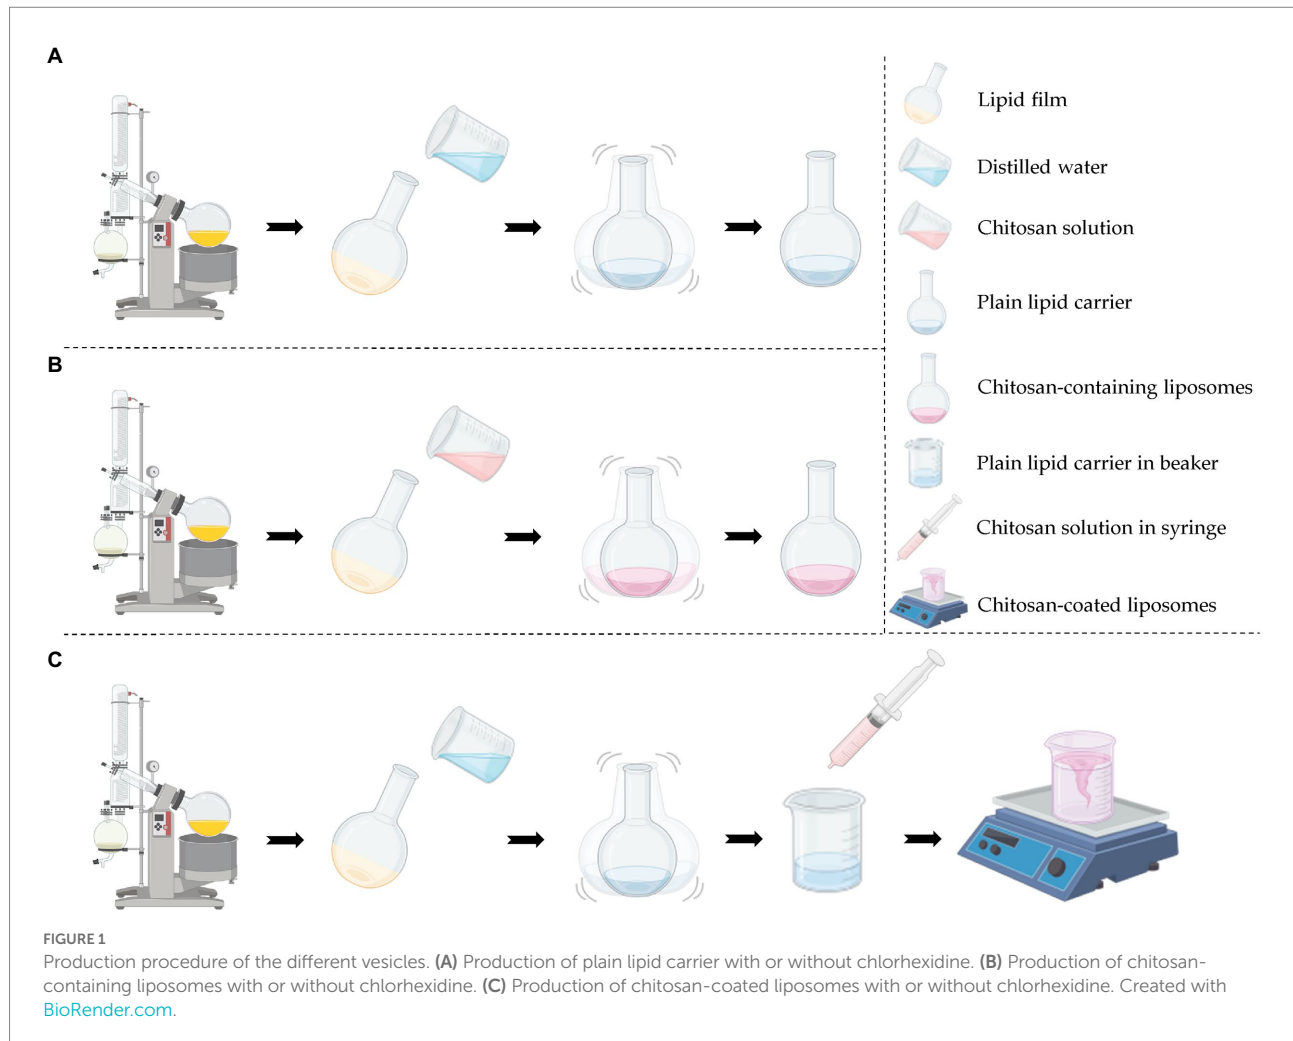 A
Lipid film
Distilled water
Chitosan solution
Plain lipid carrier
B
Chitosan-containing liposomes
Plain lipid carrier in beaker
Chitosan solution in syringe
Chitosan-coated liposomes
C
FIGURE 1
Production procedure of the different vesicles. (A) Production of plain lipid carrier with or without chlorhexidine. (B) Production of chitosan-
containing liposomes with or without chlorhexidine. (C) Production of chitosan-coated liposomes with or without chlorhexidine. Created with
BioRender.com.